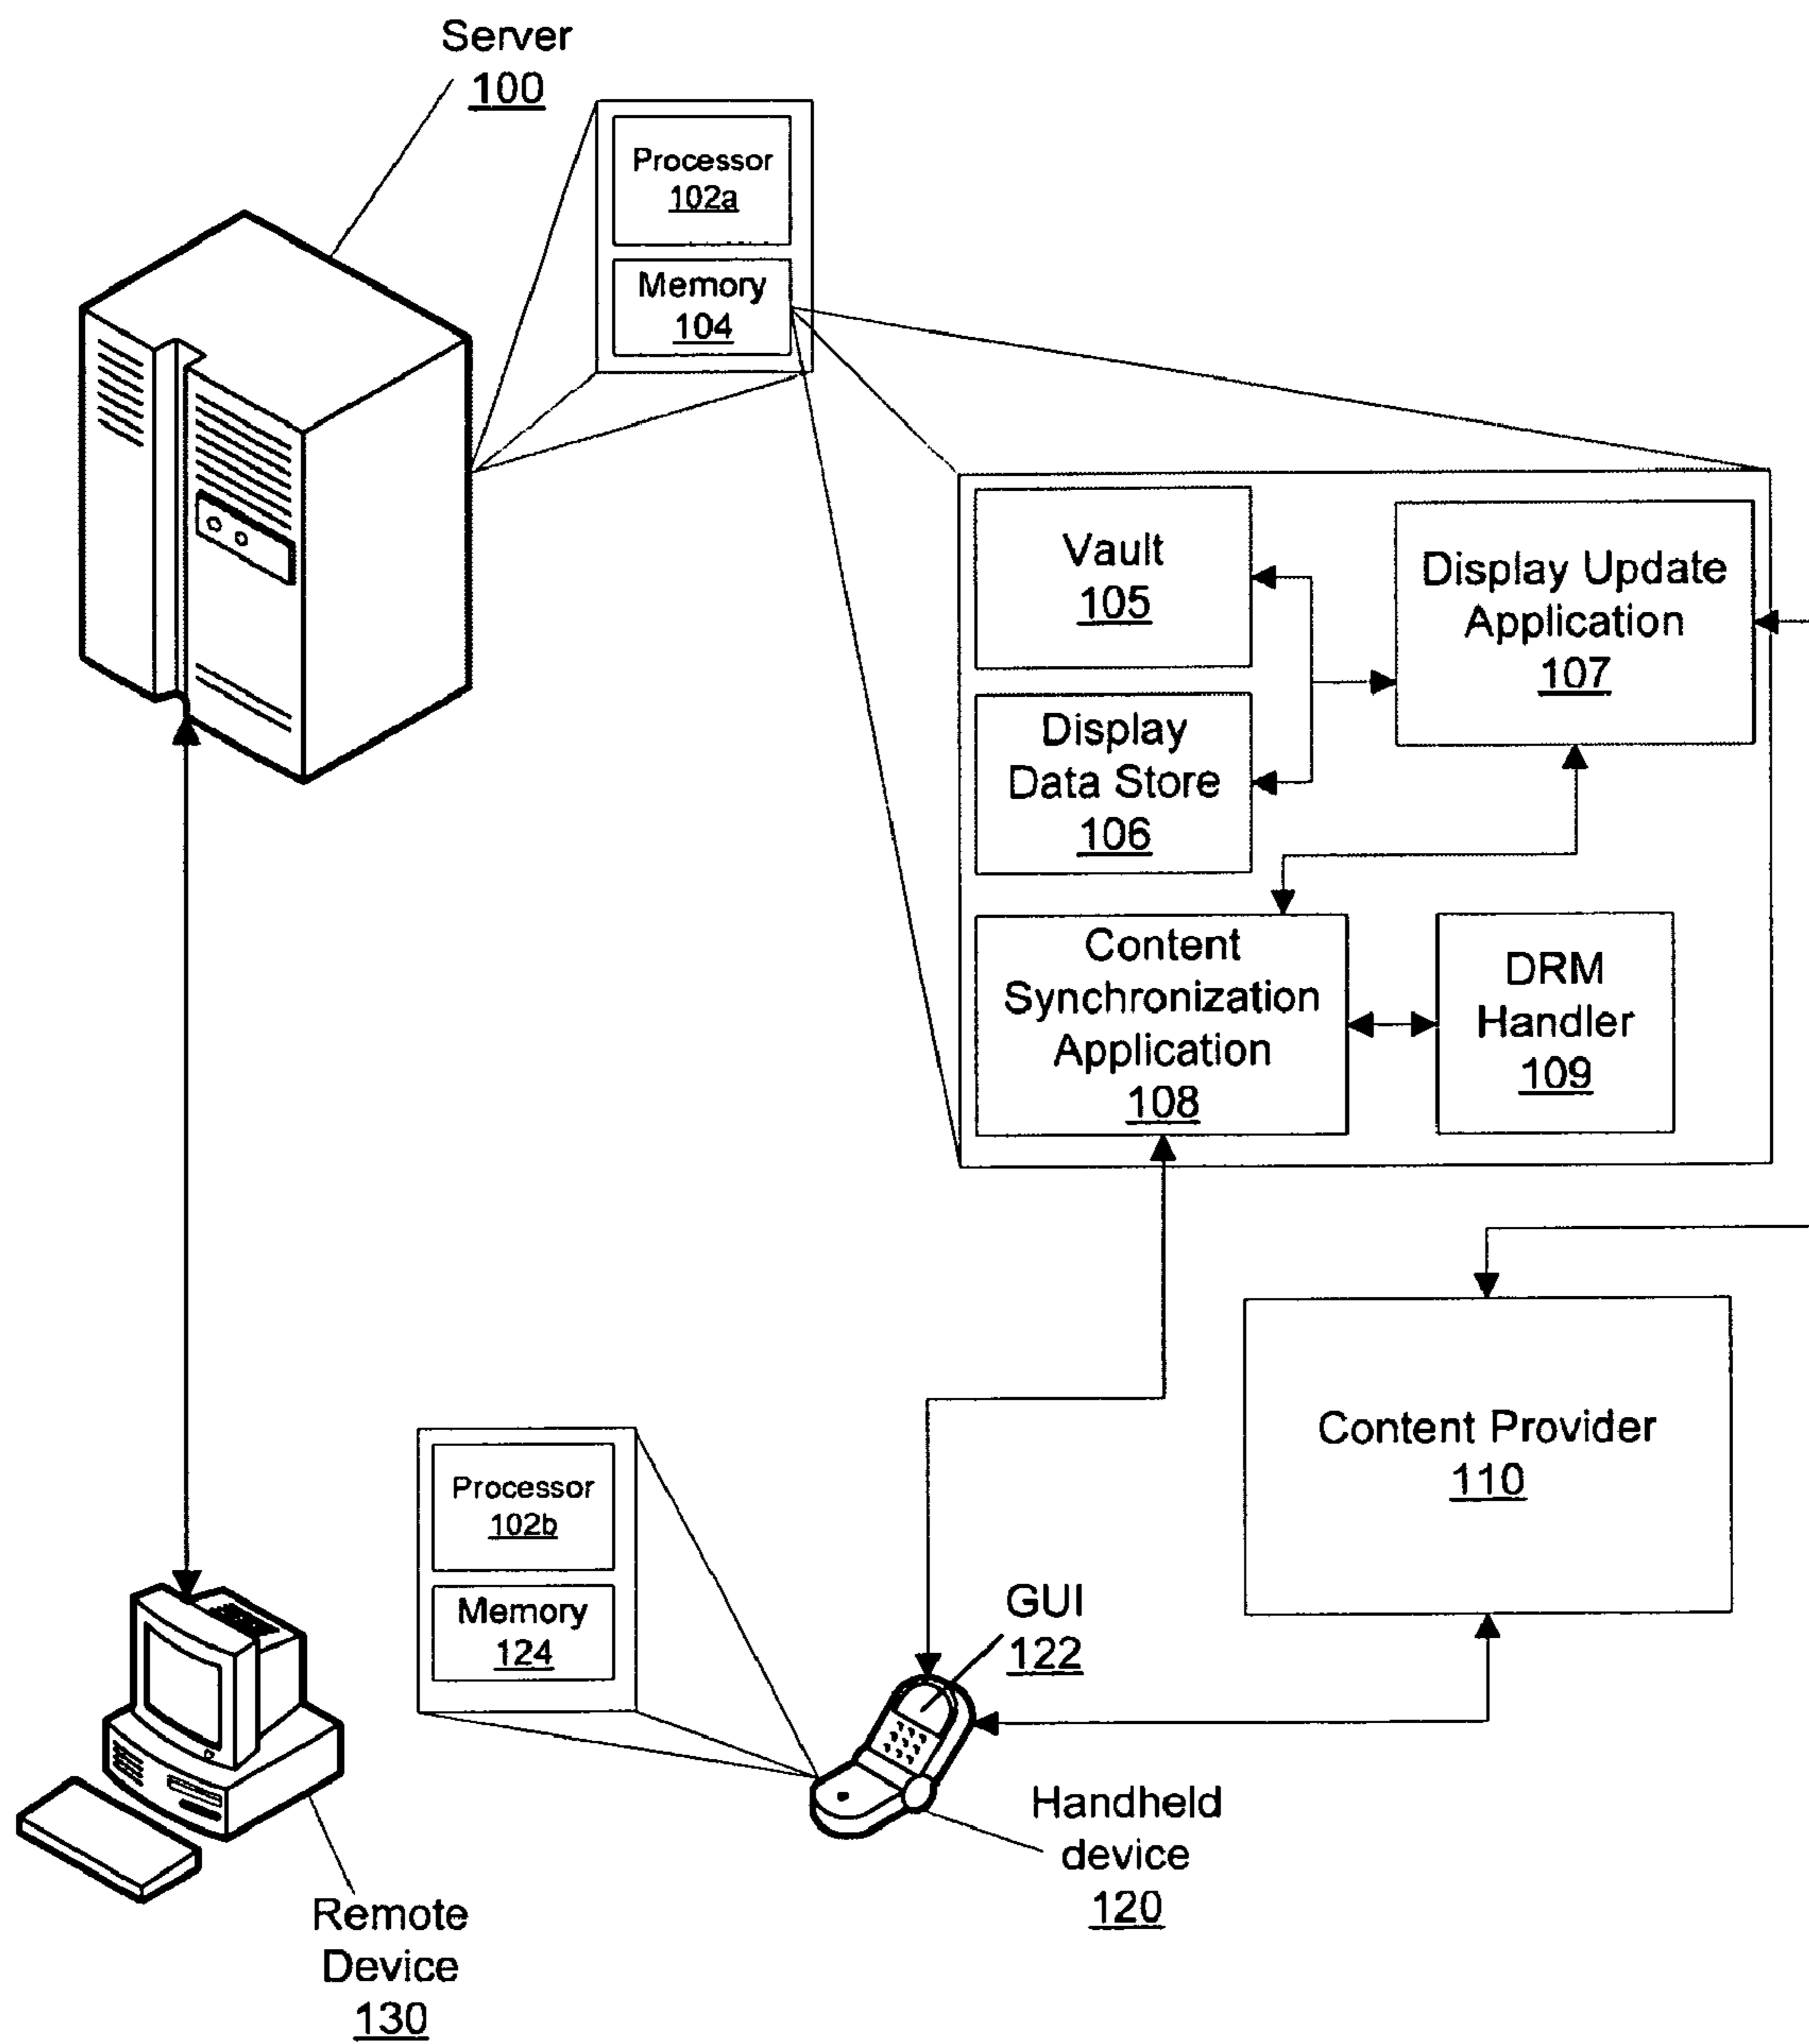 Server
100
Processor
102a
Memory
104
Vault
105
Display Update
Application
107
Display
Data Store
106
Content
Synchronization
Application
108
DRM
Handler
109
Content Provider
110
Processor
102b
Memory
124
GUI
122
Handheld
device
120
Remote
Device
130